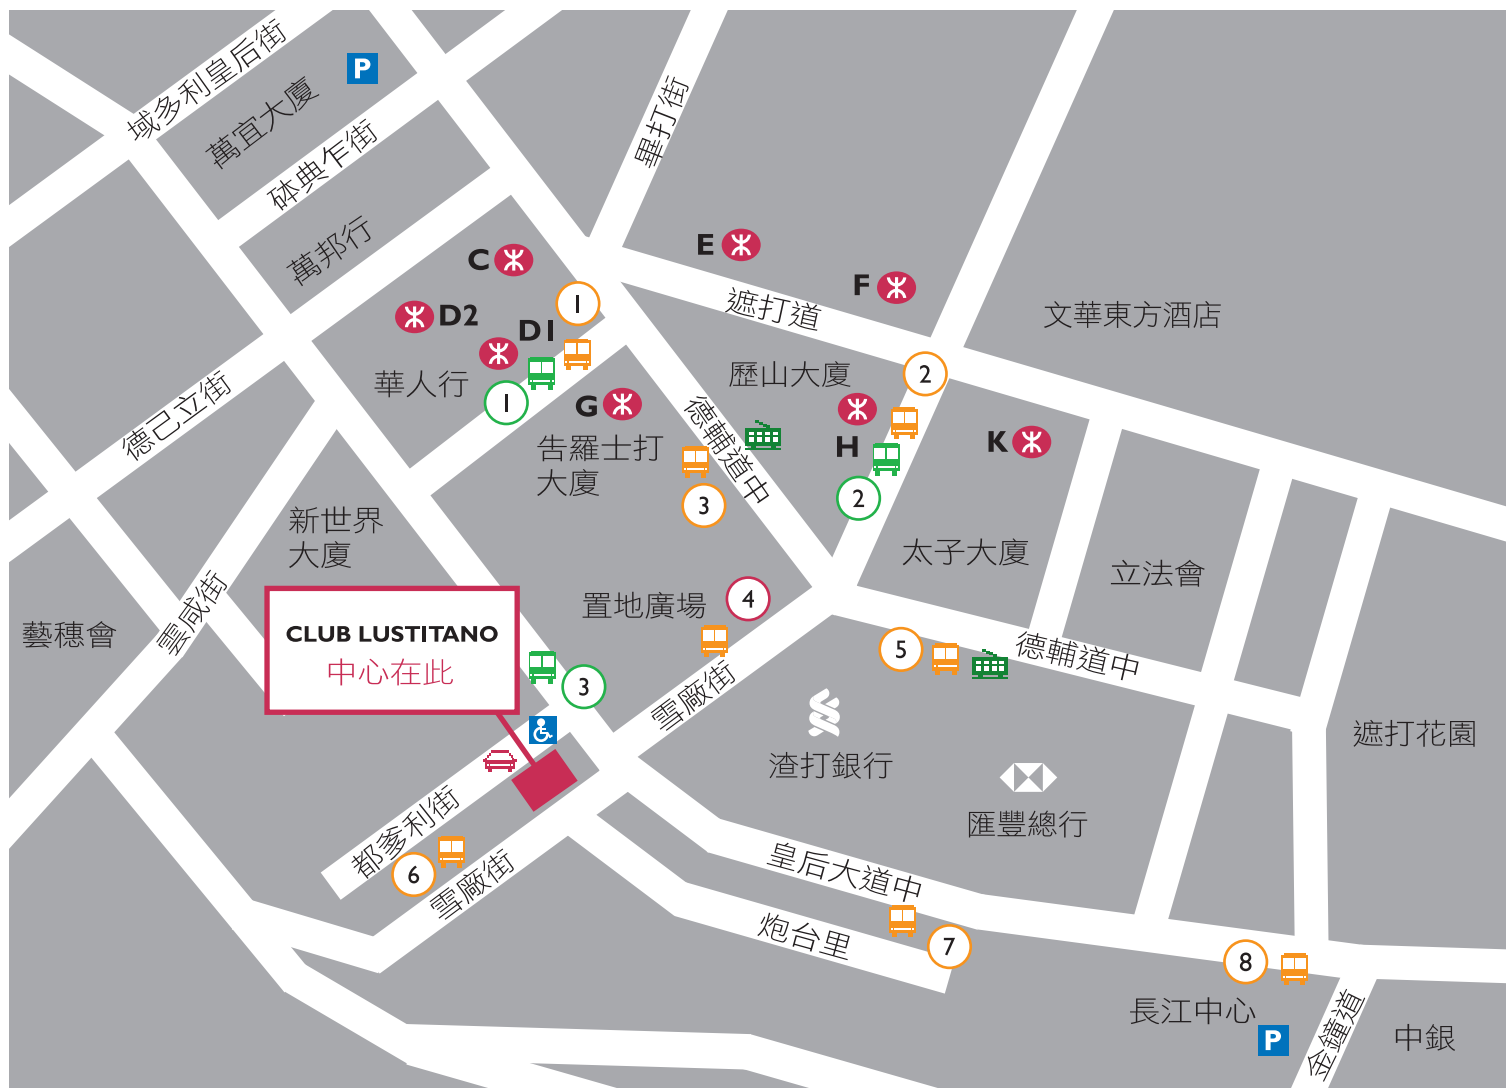 域多利皇后街
萬宜大廈
P
砵典乍街
萬邦行
畢打街
C
E
F
D2
D1
1
遮打道
文華東方酒店
華人行
1
G
歷山大廈
2
H
K
德己立街
告羅士打
大廈
3
德輔道中
2
新世界
大廈
太子大廈
立法會
藝穗會
雲咸街
置地廣場
4
CLUB LUSTITANO
中心在此
3
5
德輔道中
雪廠街
渣打銀行
遮打花園
匯豐總行
都爹利街
6
雪廠街
皇后大道中
炮台里
7
8
長江中心
P
金鐘道
中銀